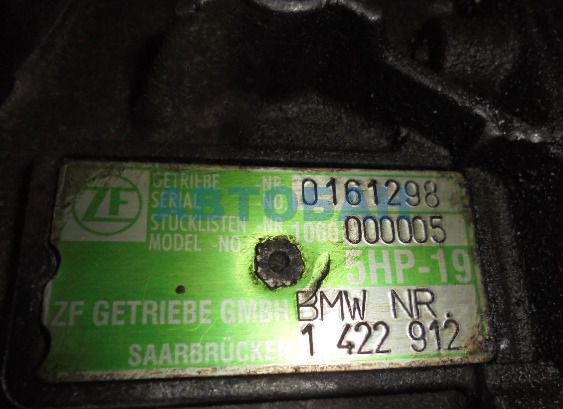 GETRIEBE NR.
SERIAL NO. 0161298
АВТОБАН
STÜCKLISTEN NR. 1060 000005
MODEL NO.
ZF
5HP-19
ZF GETRIEBE GMBH BMW NR.
SAARBRÜCKEN 1 422 912